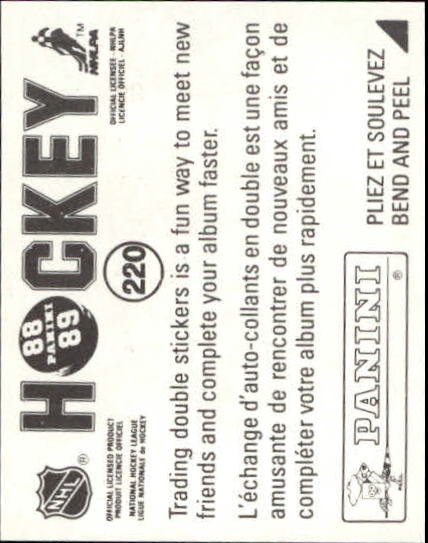 NHL ®
OFFICIAL LICENSED PRODUCT
PRODUIT LICENCIÉ OFFICIEL
NATIONAL HOCKEY LEAGUE
LIGUE NATIONALE de HOCKEY
HOCKEY
88
PANINI
89
TM
NHLPA
OFFICIAL LICENSEE - NHLPA
LICENCIÉ OFFICIEL - AJLNH
220
Trading double stickers is a fun way to meet new
friends and complete your album faster.
L'échange d'auto-collants en double est une façon
amusante de rencontrer de nouveaux amis et de
compléter votre album plus rapidement.
PANINI
®
PLIEZ ET SOULEVEZ
BEND AND PEEL